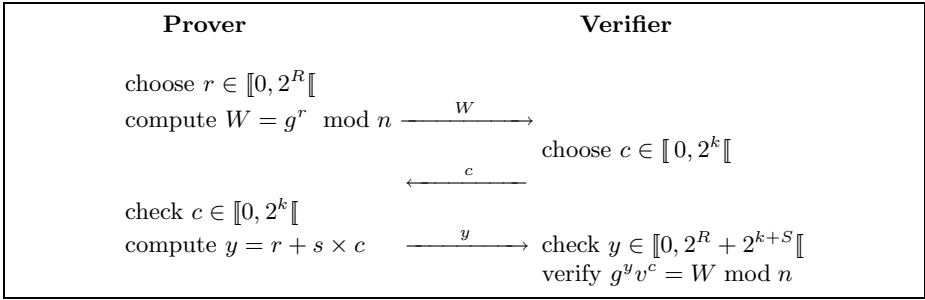 Prover Verifier
choose r ∈ ⟦0, 2^R⟦
compute W = g^r mod n W
choose c ∈ ⟦ 0, 2^k⟦
c
check c ∈ ⟦0, 2^k⟦
compute y = r + s × c y check y ∈ ⟦0, 2^R + 2^{k+S}⟦
verify g^y v^c = W mod n